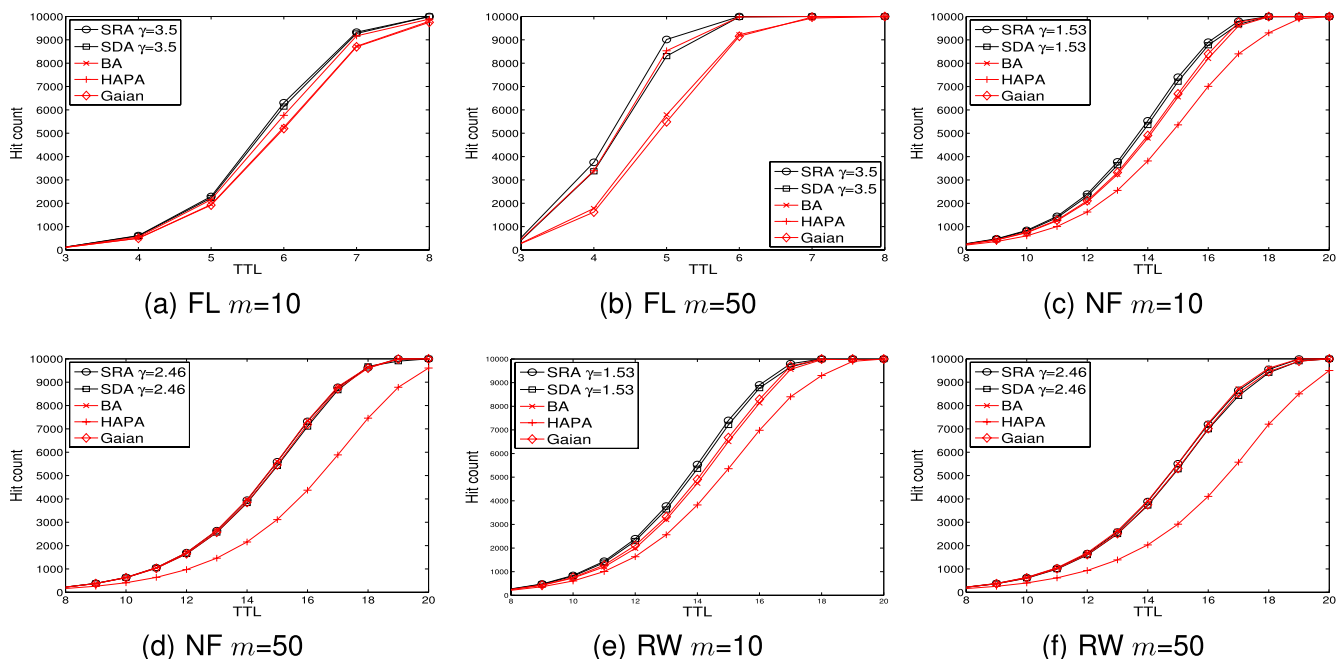 10000
9000
8000
7000
6000
5000
4000
3000
2000
1000
0
Hit count
SRA γ=3.5
SDA γ=3.5
BA
HAPA
Gaian
3 4 5 6 7 8
TTL
(a) FL m=10
10000
9000
8000
7000
6000
5000
4000
3000
2000
1000
0
Hit count
SRA γ=3.5
SDA γ=3.5
BA
HAPA
Gaian
3 4 5 6 7 8
TTL
(b) FL m=50
10000
9000
8000
7000
6000
5000
4000
3000
2000
1000
0
Hit count
SRA γ=1.53
SDA γ=1.53
BA
HAPA
Gaian
8 10 12 14 16 18 20
TTL
(c) NF m=10
10000
9000
8000
7000
6000
5000
4000
3000
2000
1000
0
Hit count
SRA γ=2.46
SDA γ=2.46
BA
HAPA
Gaian
8 10 12 14 16 18 20
TTL
(d) NF m=50
10000
9000
8000
7000
6000
5000
4000
3000
2000
1000
0
Hit count
SRA γ=1.53
SDA γ=1.53
BA
HAPA
Gaian
8 10 12 14 16 18 20
TTL
(e) RW m=10
10000
9000
8000
7000
6000
5000
4000
3000
2000
1000
0
Hit count
SRA γ=2.46
SDA γ=2.46
BA
HAPA
Gaian
8 10 12 14 16 18 20
TTL
(f) RW m=50